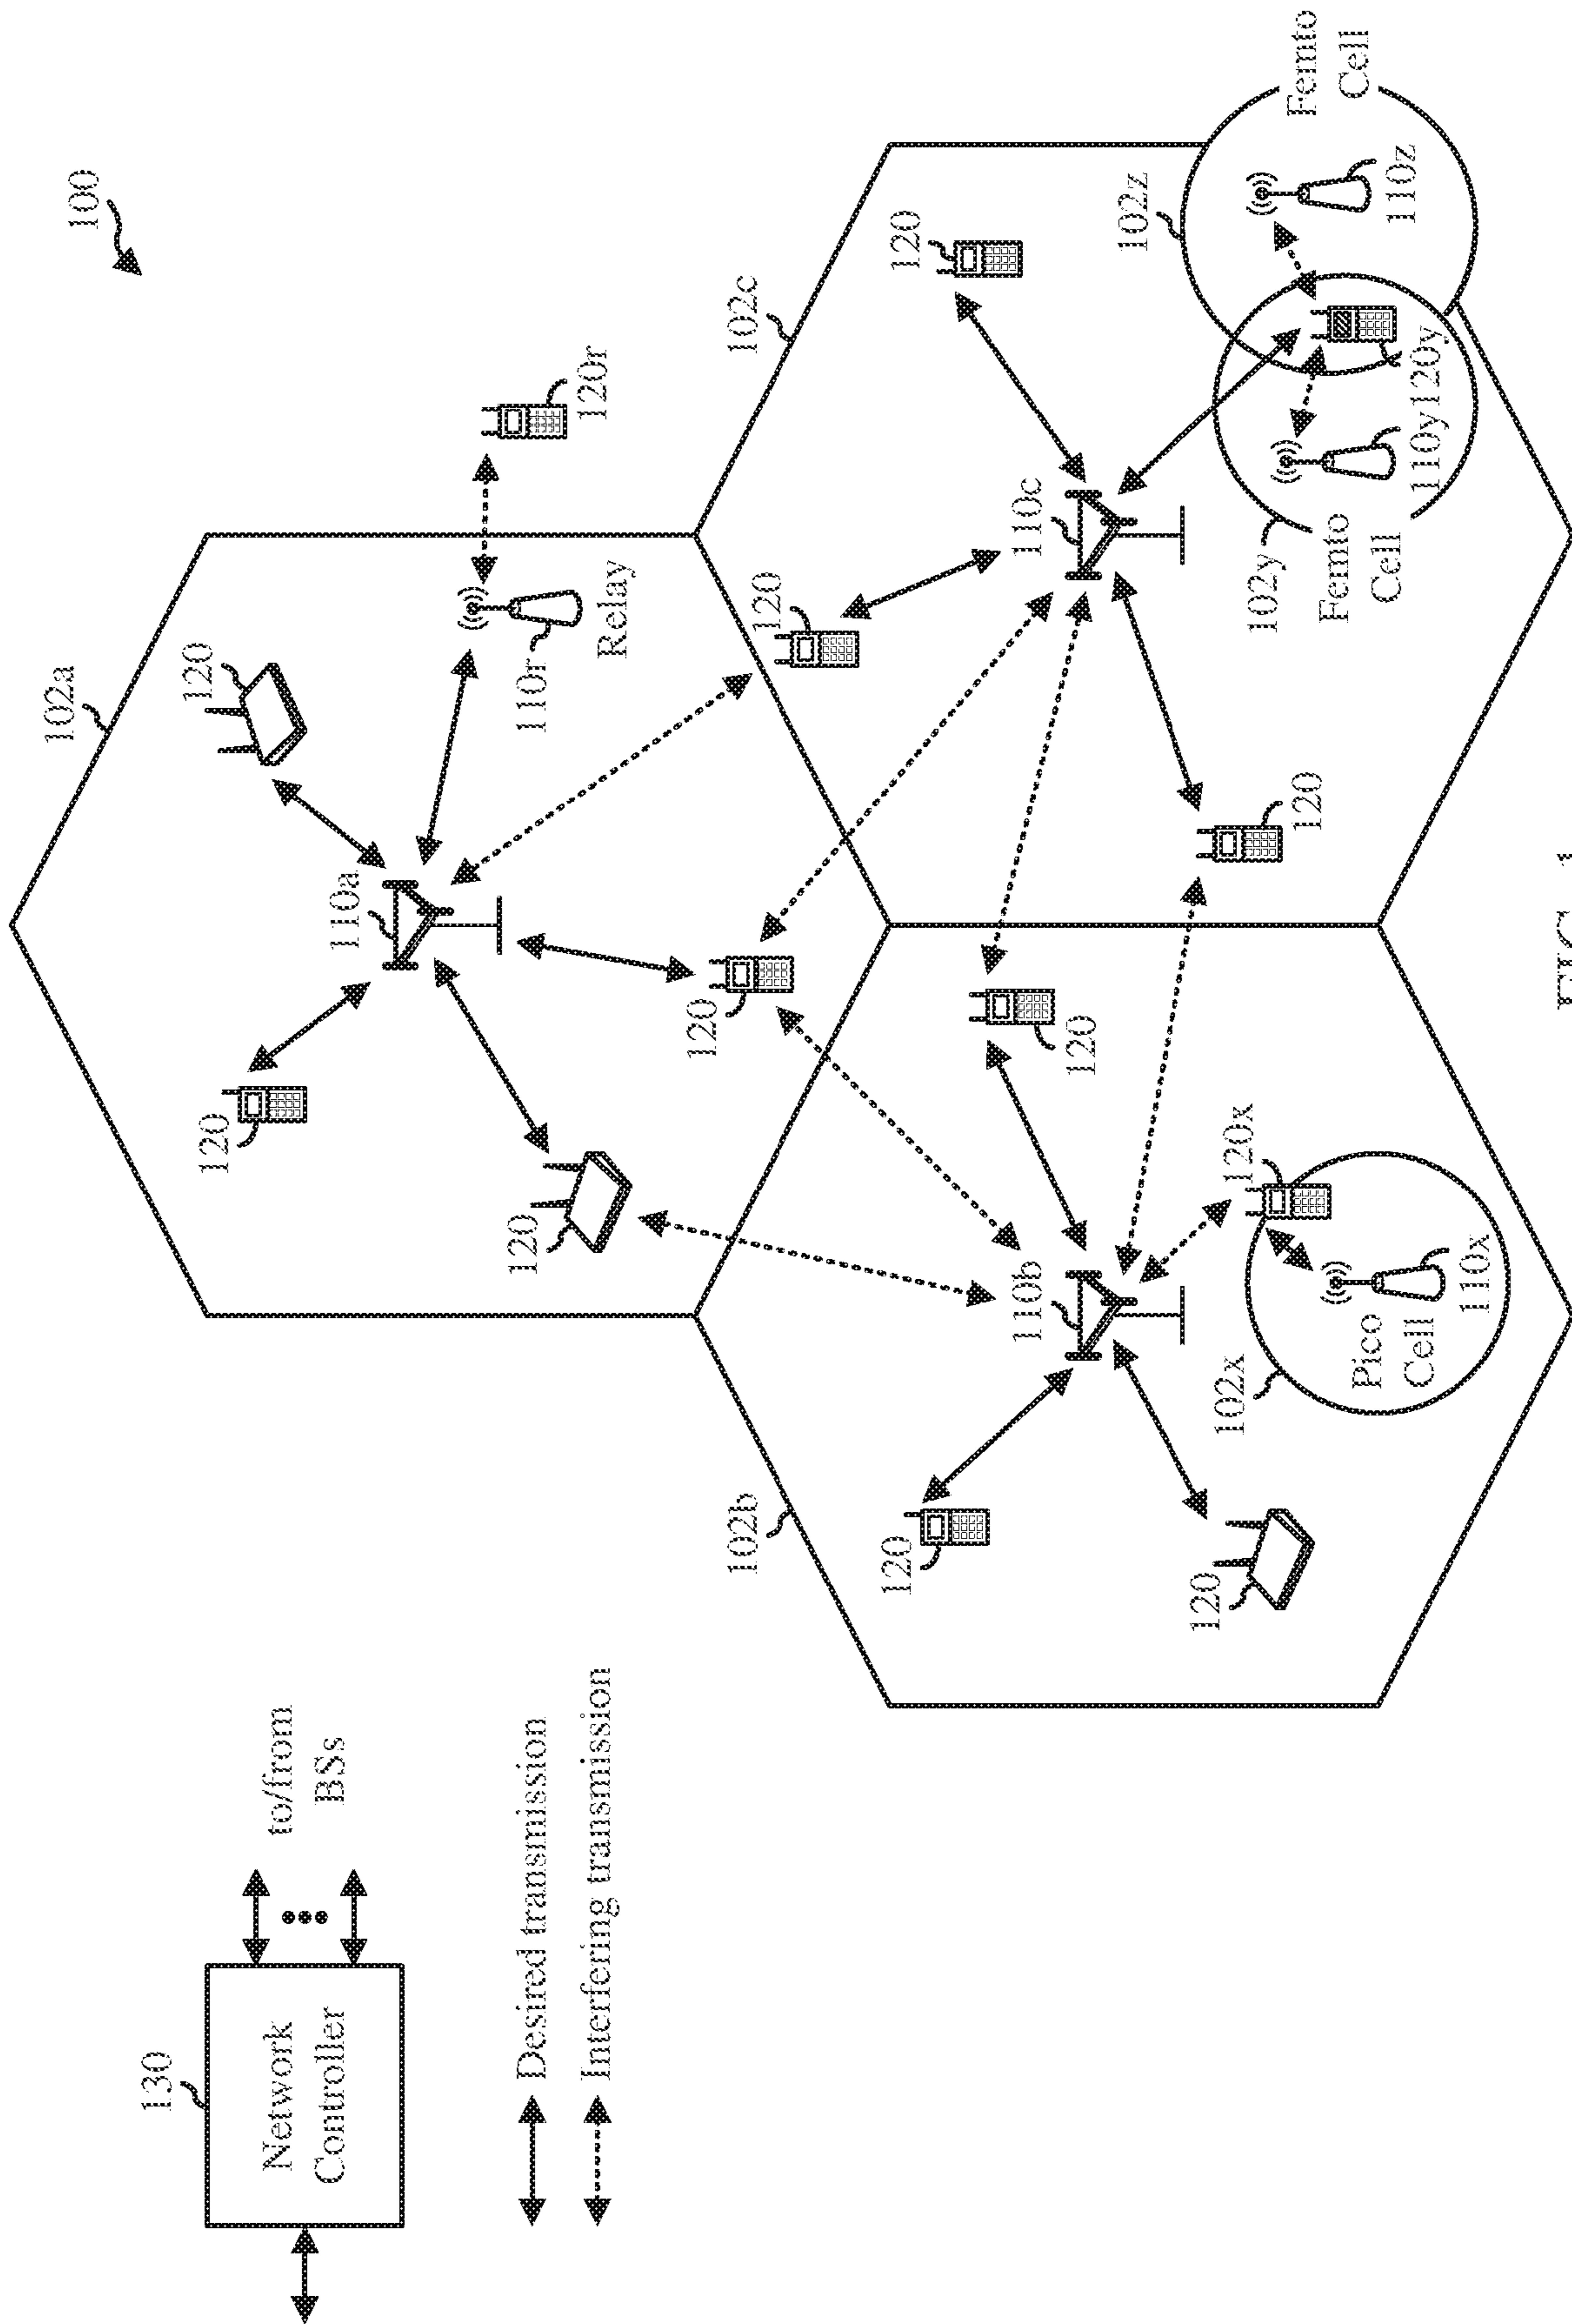 100
130
Network
Controller
to/from
BSs
Desired transmission
Interfering transmission
102a
120
120
110a
120
110r
Relay
120r
120
120
102b
102c
120
120
120
110b
110c
120
120
120x
102x
Pico
Cell
110x
102y
Femto
Cell
110y
120y
102z
110z
Femto
Cell
FIG. 1